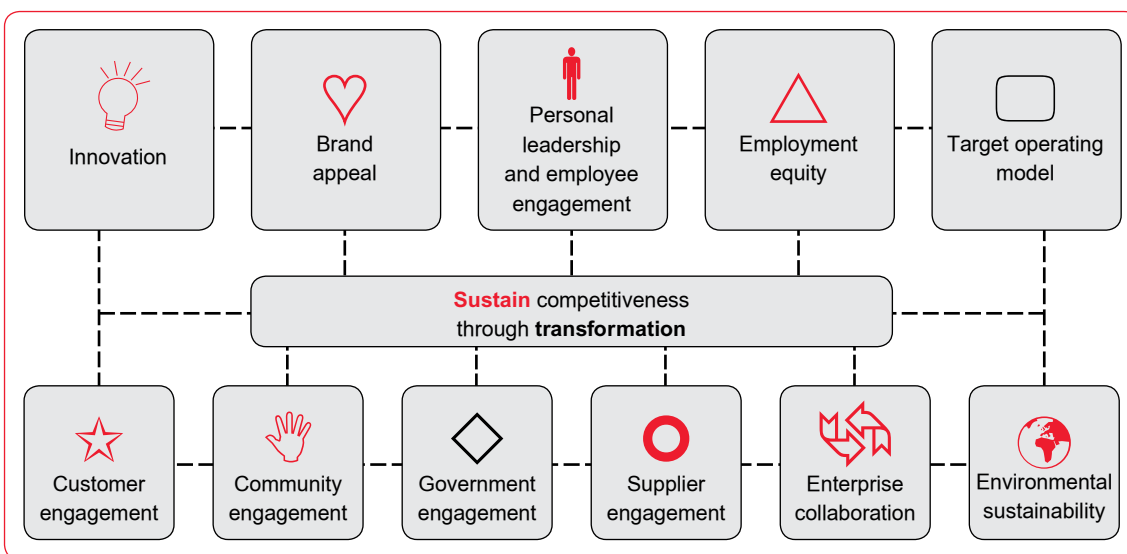 Innovation
Brand
appeal
Personal
leadership
and employee
engagement
Employment
equity
Target operating
model
Sustain competitiveness
through transformation
Customer
engagement
Community
engagement
Government
engagement
Supplier
engagement
Enterprise
collaboration
Environmental
sustainability